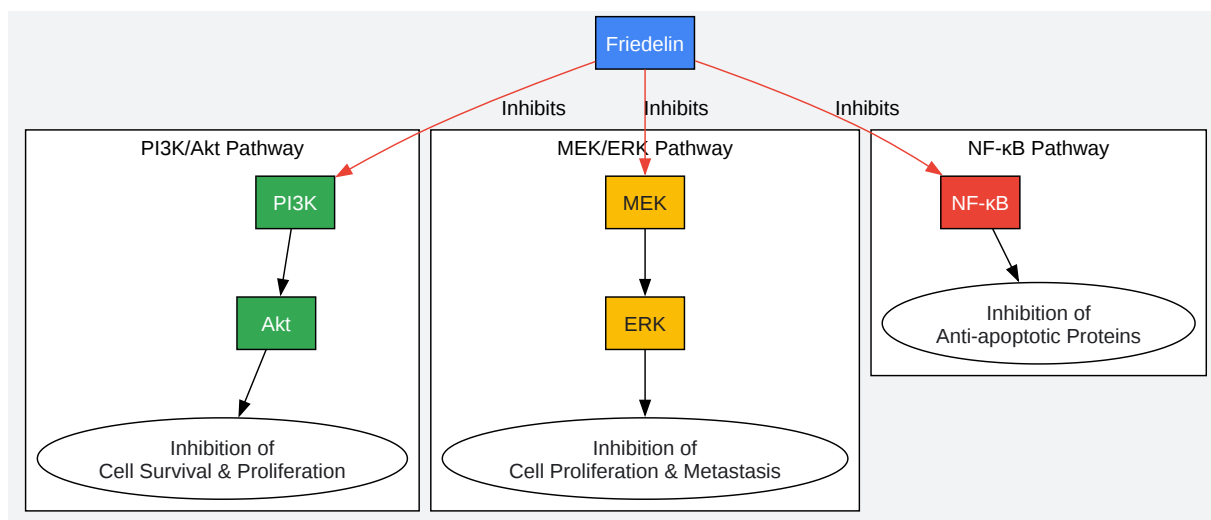 Friedelin
Inhibits
Inhibits
Inhibits
PI3K/Akt Pathway
MEK/ERK Pathway
NF-κB Pathway
PI3K
MEK
NF-κB
Akt
ERK
Inhibition of
Anti-apoptotic Proteins
Inhibition of
Cell Survival & Proliferation
Inhibition of
Cell Proliferation & Metastasis